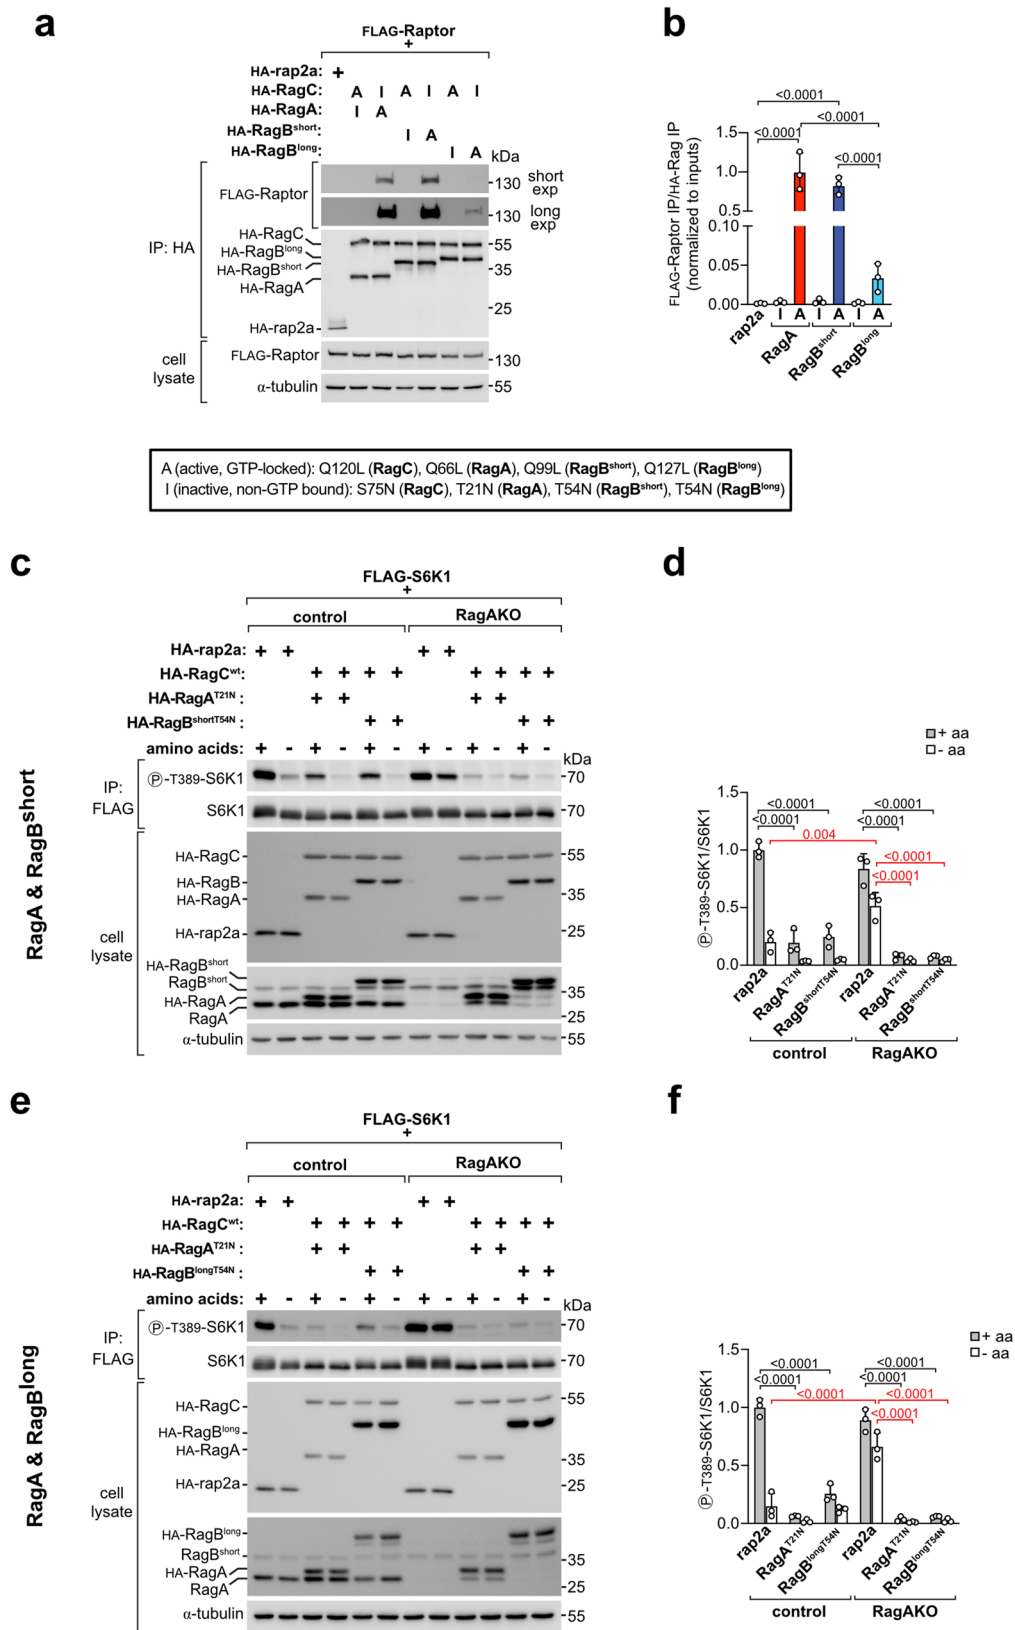 a
FLAG-Raptor
+
HA-rap2a: +
HA-RagC: A I A I A I
HA-RagA: I A
HA-RagBshort: I A
HA-RagBlong: I A
kDa
IP: HA
FLAG-Raptor
-130 short exp
-130 long exp
HA-RagC
HA-RagBlong
HA-RagBshort
HA-RagA
HA-rap2a
-55
-35
-25
cell lysate
FLAG-Raptor -130
α-tubulin -55
b
FLAG-Raptor IP/HA-Rag IP
(normalized to inputs)
<0.0001
<0.0001 <0.0001
<0.0001
1.5
1.0
0.5
0.10
0.05
0.00
I A I A I A
rap2a RagA RagBshort RagBlong
A (active, GTP-locked): Q120L (RagC), Q66L (RagA), Q99L (RagBshort), Q127L (RagBlong)
I (inactive, non-GTP bound): S75N (RagC), T21N (RagA), T54N (RagBshort), T54N (RagBlong)
c
RagA & RagBshort
FLAG-S6K1
+
control RagAKO
HA-rap2a: + + + +
HA-RagCwt: + + + + + + + +
HA-RagAT21N : + + + +
HA-RagBshortT54N : + + + +
amino acids: + - + - + - + - + - + -
kDa
IP: FLAG
Ⓟ-T389-S6K1 -70
S6K1 -70
cell lysate
HA-RagC -55
HA-RagB
HA-RagA -35
HA-rap2a -25
HA-RagBshort
RagBshort
HA-RagA -35
RagA -25
α-tubulin -55
d
+ aa
- aa
Ⓟ-T389-S6K1/S6K1
1.5
1.0
0.5
0.0
<0.0001 <0.0001
<0.0001 <0.0001
0.004 <0.0001
<0.0001
rap2a RagAT21N RagBshortT54N rap2a RagAT21N RagBshortT54N
control RagAKO
e
RagA & RagBlong
FLAG-S6K1
+
control RagAKO
HA-rap2a: + + + +
HA-RagCwt: + + + + + + + +
HA-RagAT21N : + + + +
HA-RagBlongT54N : + + + +
amino acids: + - + - + - + - + - + -
kDa
IP: FLAG
Ⓟ-T389-S6K1 -70
S6K1 -70
cell lysate
HA-RagC -55
HA-RagBlong
HA-RagA -35
HA-rap2a -25
HA-RagBlong
RagBshort -35
HA-RagA
RagA -25
α-tubulin -55
f
+ aa
- aa
Ⓟ-T389-S6K1/S6K1
1.5
1.0
0.5
0.0
<0.0001 <0.0001
<0.0001 <0.0001
<0.0001 <0.0001
<0.0001
rap2a RagAT21N RagBlongT54N rap2a RagAT21N RagBlongT54N
control RagAKO